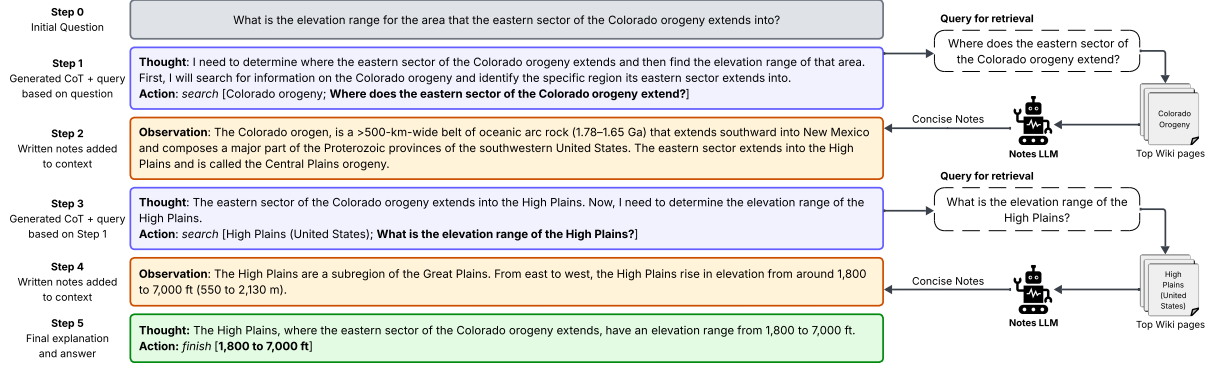 Step 0
Initial Question
What is the elevation range for the area that the eastern sector of the Colorado orogeny extends into?
Step 1
Generated CoT + query
based on question
Thought: I need to determine where the eastern sector of the Colorado orogeny extends and then find the elevation range of that area.
First, I will search for information on the Colorado orogeny and identify the specific region its eastern sector extends into.
Action: search [Colorado orogeny; Where does the eastern sector of the Colorado orogeny extend?]
Query for retrieval
Where does the eastern sector of
the Colorado orogeny extend?
Colorado
Orogeny
Top Wiki pages
Notes LLM
Concise Notes
Step 2
Written notes added
to context
Observation: The Colorado orogen, is a >500-km-wide belt of oceanic arc rock (1.78–1.65 Ga) that extends southward into New Mexico
and composes a major part of the Proterozoic provinces of the southwestern United States. The eastern sector extends into the High
Plains and is called the Central Plains orogeny.
Step 3
Generated CoT + query
based on Step 1
Thought: The eastern sector of the Colorado orogeny extends into the High Plains. Now, I need to determine the elevation range of the
High Plains.
Action: search [High Plains (United States); What is the elevation range of the High Plains?]
Query for retrieval
What is the elevation range of the
High Plains?
High
Plains
(United
States)
Top Wiki pages
Notes LLM
Concise Notes
Step 4
Written notes added
to context
Observation: The High Plains are a subregion of the Great Plains. From east to west, the High Plains rise in elevation from around 1,800
to 7,000 ft (550 to 2,130 m).
Step 5
Final explanation
and answer
Thought: The High Plains, where the eastern sector of the Colorado orogeny extends, have an elevation range from 1,800 to 7,000 ft.
Action: finish [1,800 to 7,000 ft]